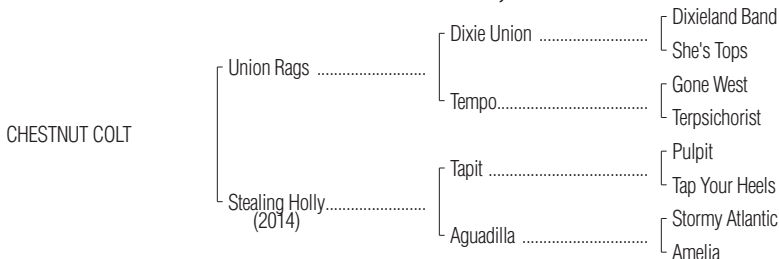 Dixieland Band
Dixie Union ............................
She's Tops
Union Rags ............................
Gone West
Tempo.......................................
Terpsichorist
CHESTNUT COLT
Pulpit
Tapit .........................................
Tap Your Heels
Stealing Holly..........................
(2014)
Stormy Atlantic
Aguadilla ................................
Amelia